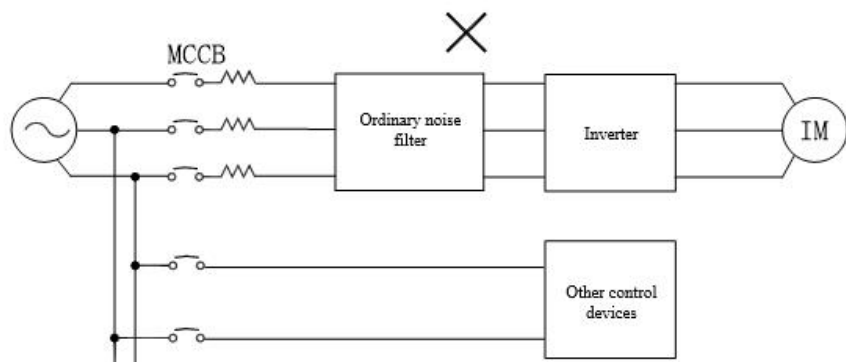 MCCB
Ordinary noise
filter
Inverter
IM
Other control
devices